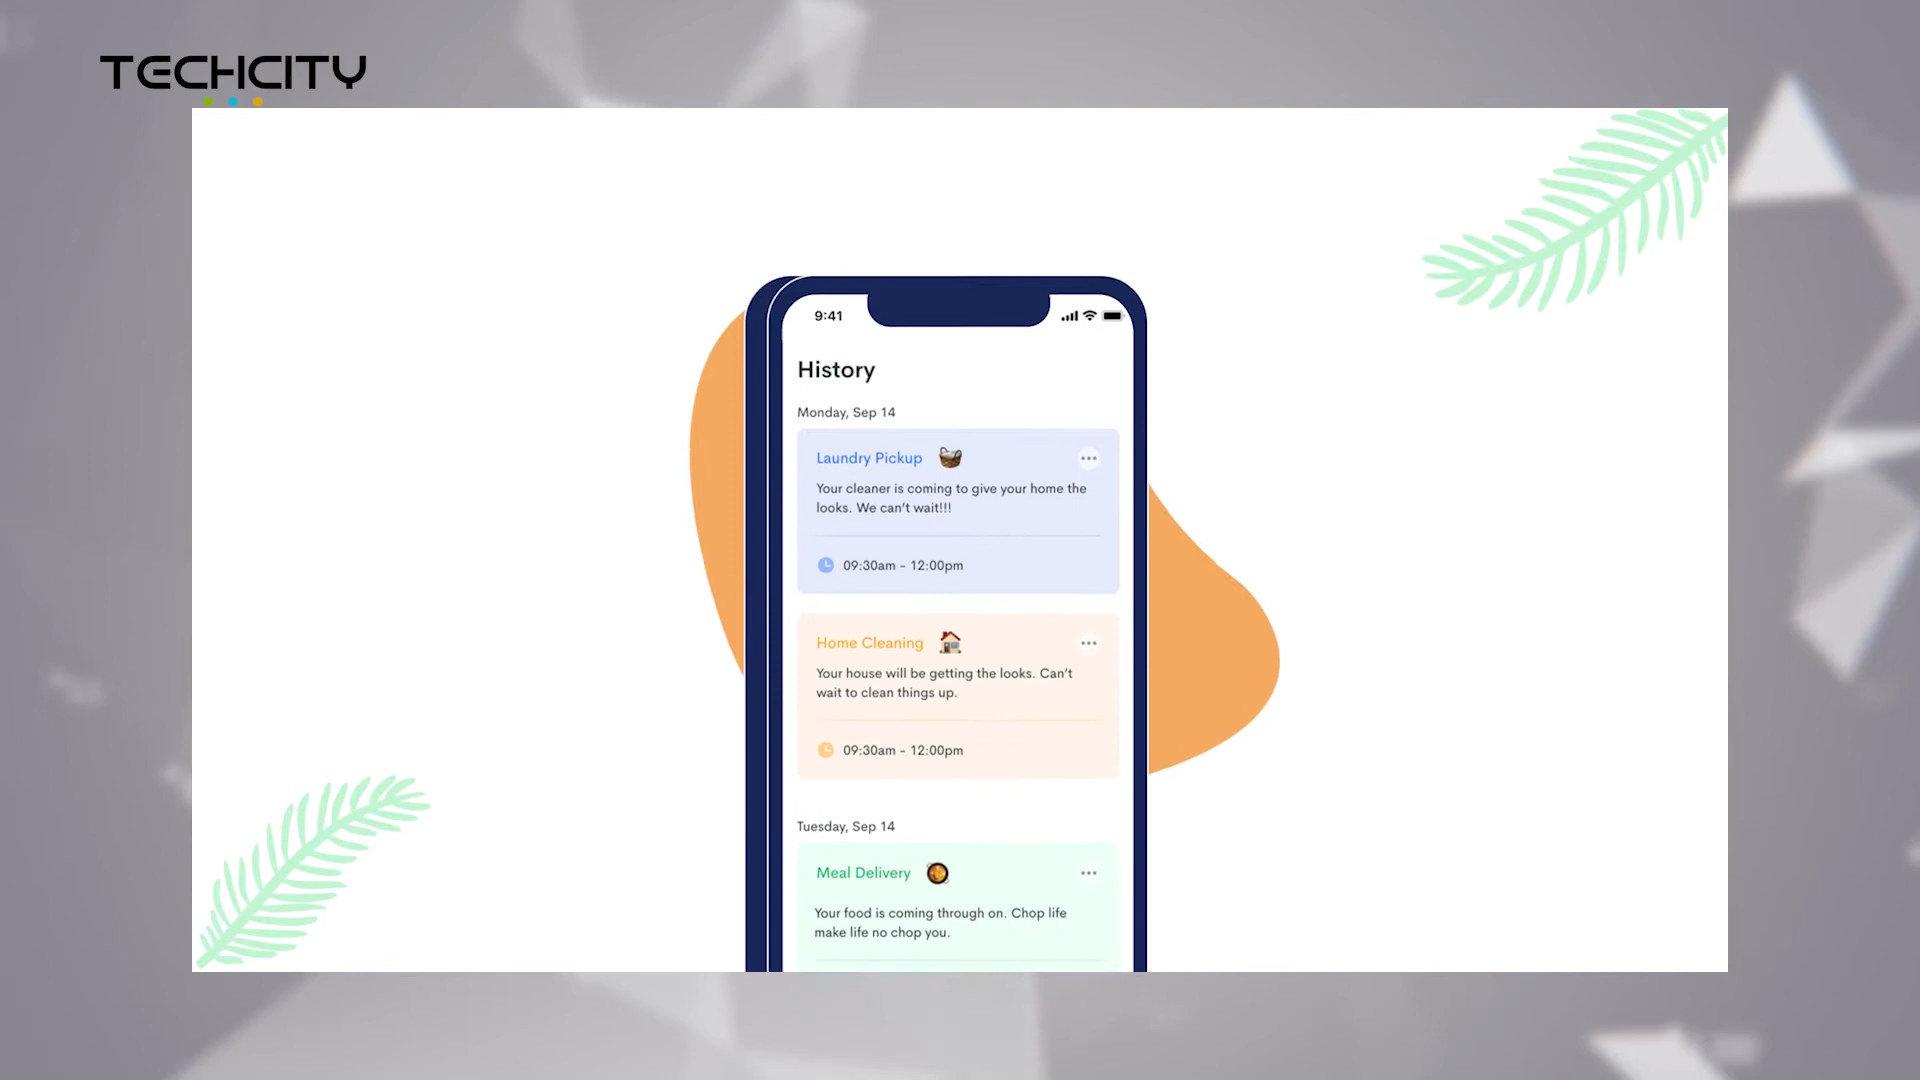 TECHCITY
9:41
History
Monday, Sep 14
Laundry Pickup
Your cleaner is coming to give your home the
looks. We can't wait!!!
09:30am - 12:00pm
Home Cleaning
Your house will be getting the looks. Can't
wait to clean things up.
09:30am - 12:00pm
Tuesday, Sep 14
Meal Delivery
Your food is coming through on. Chop life
make life no chop you.